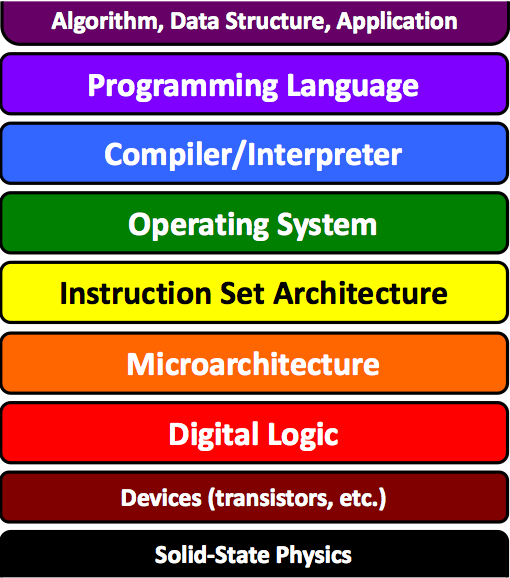 Algorithm, Data Structure, Application
Programming Language
Compiler/Interpreter
Operating System
Instruction Set Architecture
Microarchitecture
Digital Logic
Devices (transistors, etc.)
Solid-State Physics